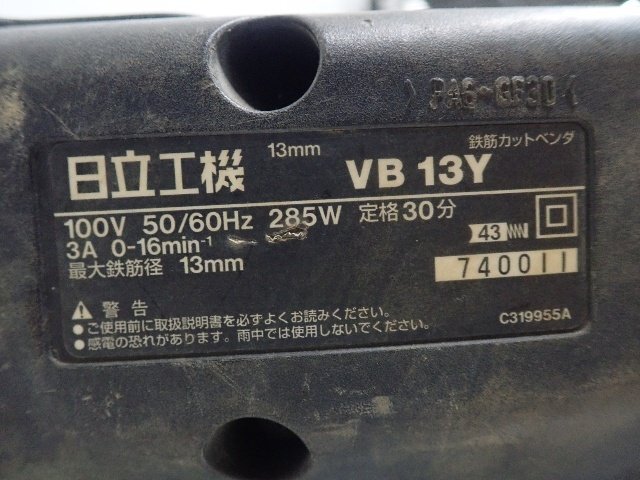 >PA6-GF30<
日立工機 13mm VB 13Y 鉄筋カットベンダ
100V 50/60Hz 285W 定格30分
3A 0-16min-1
43
最大鉄筋径 13mm
740011
警告
●ご使用前に取扱説明書を必ずよくお読みください。
●感電の恐れがあります。雨中では使用しないでください。
C319955A